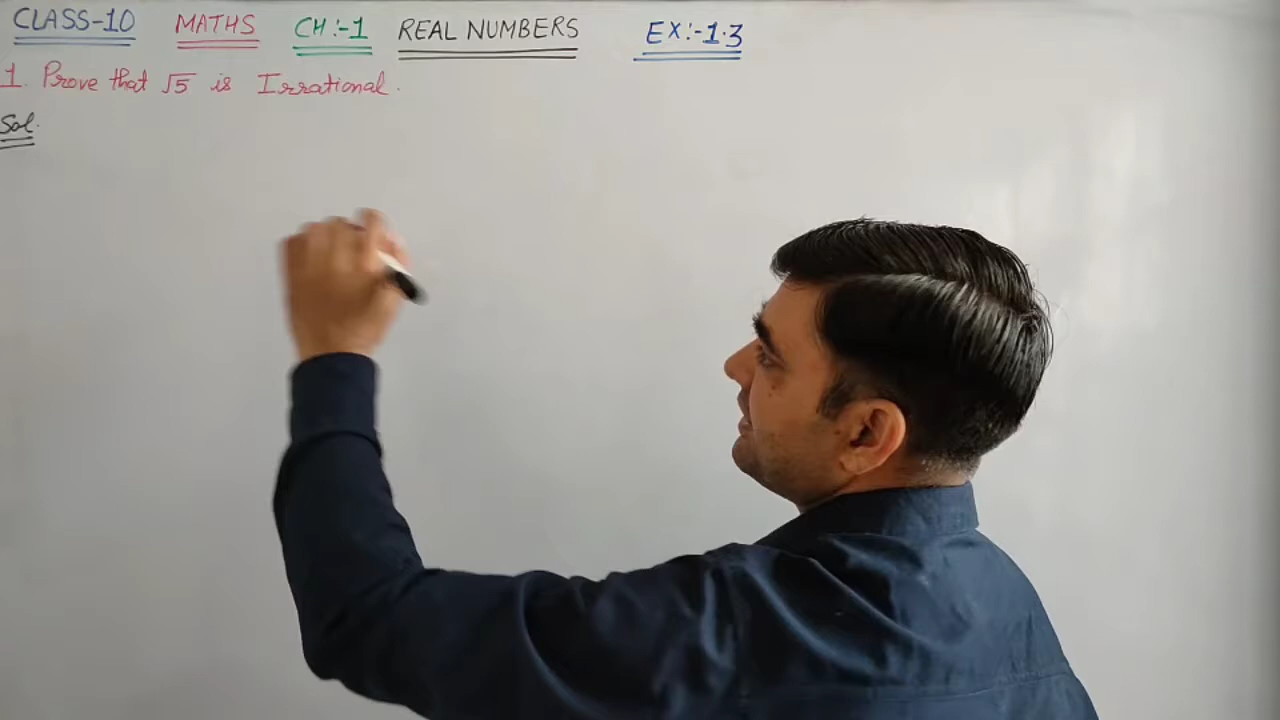 CLASS-10 MATHS CH:-1 REAL NUMBERS EX:-1.3
1. Prove that √5 is Irrational.
Sol.